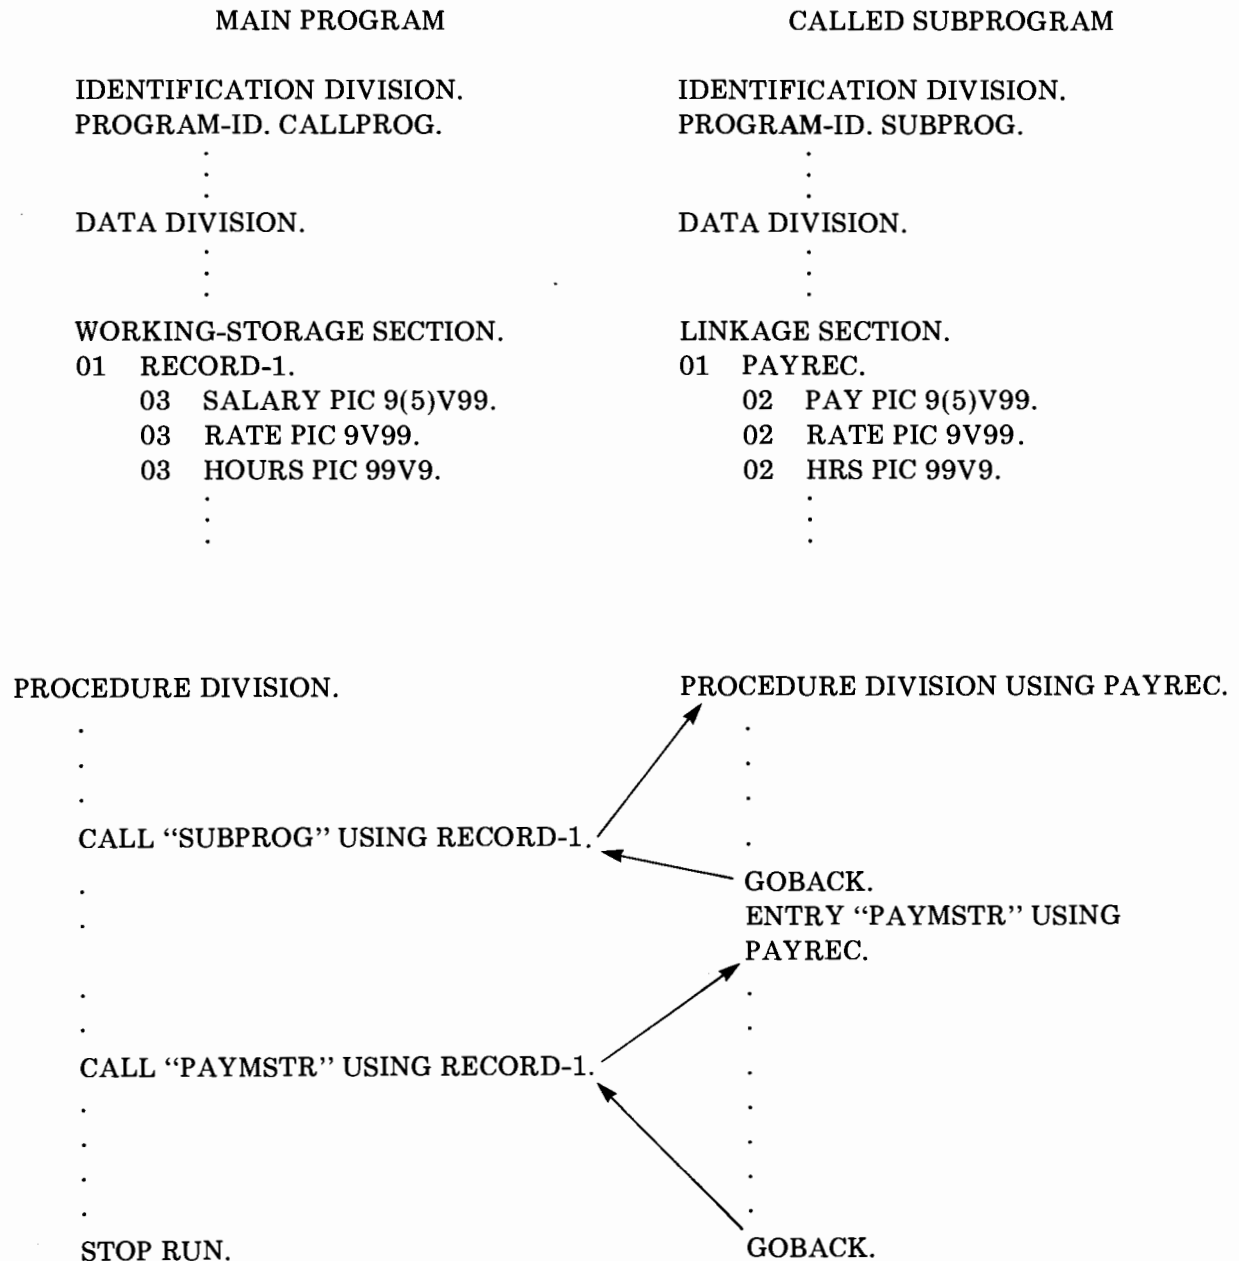 MAIN PROGRAM
IDENTIFICATION DIVISION.
PROGRAM-ID. CALLPROG.
.
.
.
DATA DIVISION.
.
.
.
WORKING-STORAGE SECTION.
01 RECORD-1.
03 SALARY PIC 9(5)V99.
03 RATE PIC 9V99.
03 HOURS PIC 99V9.
.
.
.
PROCEDURE DIVISION.
.
.
.
CALL “SUBPROG” USING RECORD-1.
.
.
.
.
CALL “PAYMSTR” USING RECORD-1.
.
.
.
.
STOP RUN.
CALLED SUBPROGRAM
IDENTIFICATION DIVISION.
PROGRAM-ID. SUBPROG.
.
.
.
DATA DIVISION.
.
.
.
LINKAGE SECTION.
01 PAYREC.
02 PAY PIC 9(5)V99.
02 RATE PIC 9V99.
02 HRS PIC 99V9.
.
.
.
PROCEDURE DIVISION USING PAYREC.
.
.
.
.
GOBACK.
ENTRY “PAYMSTR” USING
PAYREC.
.
.
.
.
.
.
.
GOBACK.